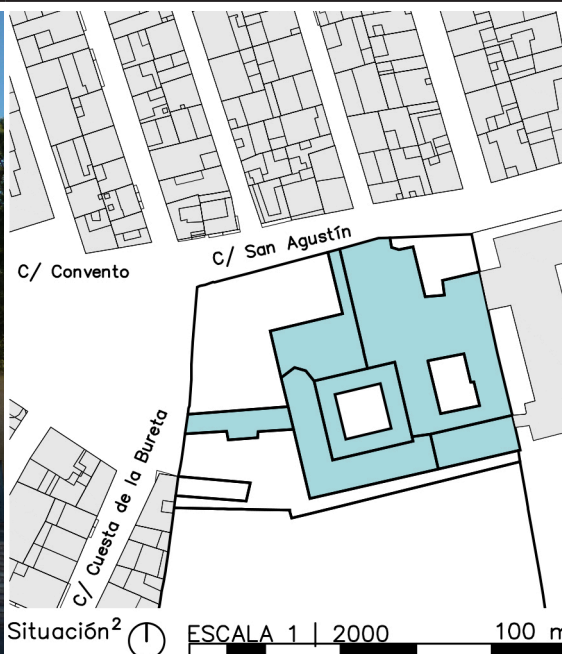 C/ San Agustín
C/ Convento
C/ Cuesta de la Bureta
Situación² ESCALA 1 | 2000 100 m